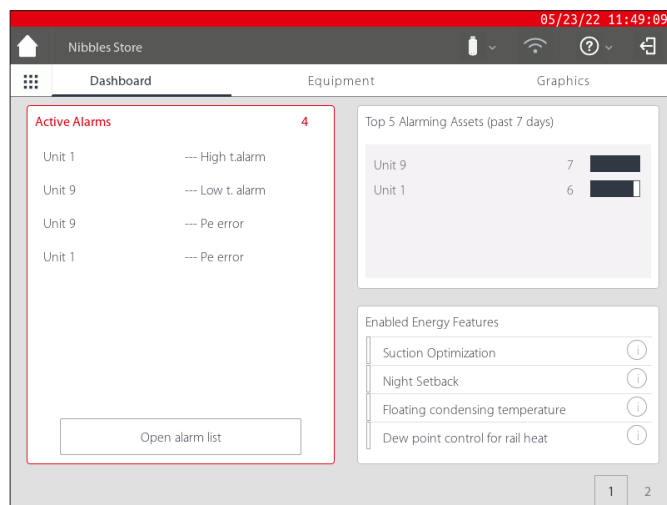 05/23/22 11:49:09
Nibbles Store
Dashboard Equipment Graphics
Active Alarms 4
Unit 1 --- High t.alarm
Unit 9 --- Low t. alarm
Unit 9 --- Pe error
Unit 1 --- Pe error
Open alarm list
Top 5 Alarming Assets (past 7 days)
Unit 9 7
Unit 1 6
Enabled Energy Features
Suction Optimization
Night Setback
Floating condensing temperature
Dew point control for rail heat
1 2